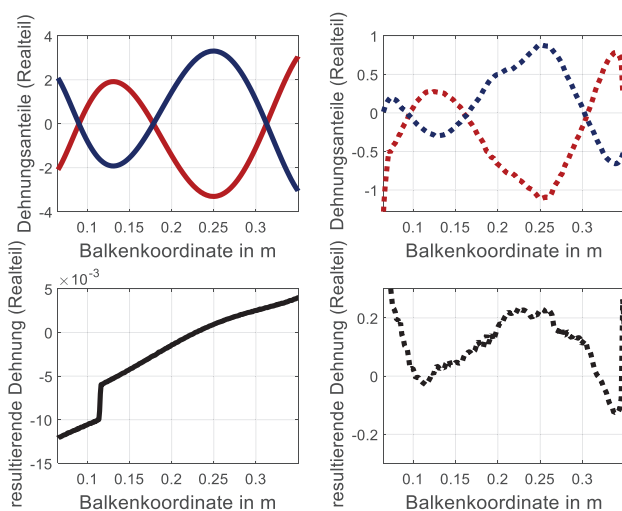 Dehnungsanteile (Realteil)
4
2
0
-2
-4
0.1 0.15 0.2 0.25 0.3
Balkenkoordinate in m
Dehnungsanteile (Realteil)
1
0.5
0
-0.5
-1
0.1 0.15 0.2 0.25 0.3
Balkenkoordinate in m
resultierende Dehnung (Realteil)
×10⁻³
5
0
-5
-10
-15
0.1 0.15 0.2 0.25 0.3
Balkenkoordinate in m
resultierende Dehnung (Realteil)
0.2
0
-0.2
0.1 0.15 0.2 0.25 0.3
Balkenkoordinate in m